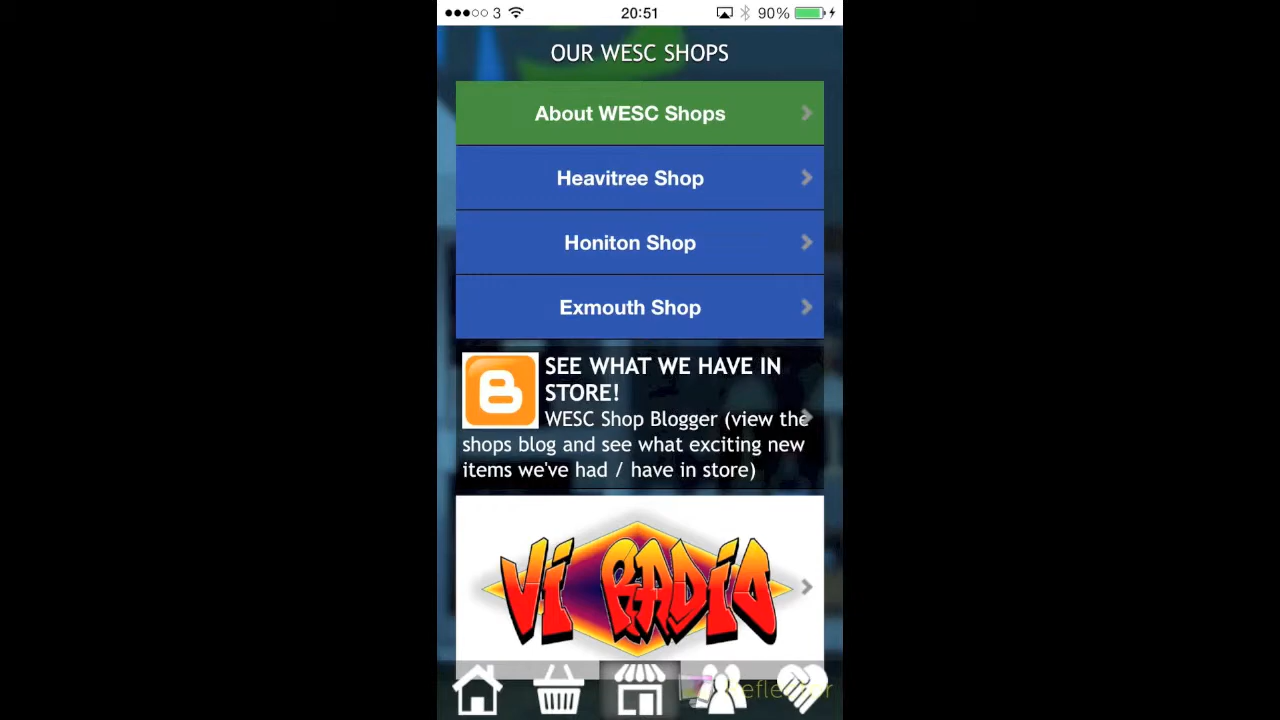 3
20:51
90%
OUR WESC SHOPS
About WESC Shops
Heavitree Shop
Honiton Shop
Exmouth Shop
SEE WHAT WE HAVE IN
STORE!
WESC Shop Blogger (view the
shops blog and see what exciting new
items we've had / have in store)
Vi RADiO